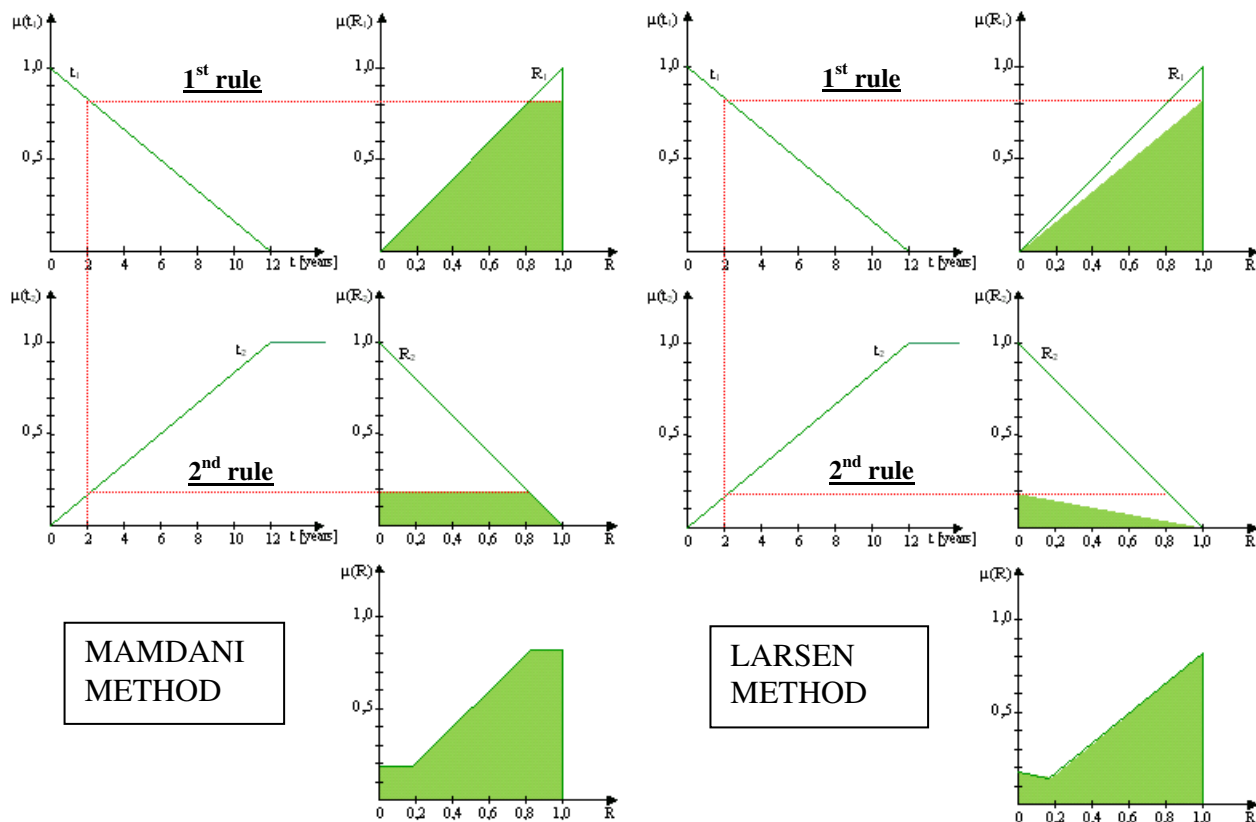 μ(t₁)
1,0
t₁
0,5
0 2 4 6 8 10 12 t [years]
1st rule
μ(R₁)
1,0
R₁
0,5
0 0,2 0,4 0,6 0,8 1,0 R
μ(t₁)
1,0
t₁
0,5
0 2 4 6 8 10 12 t [years]
1st rule
μ(R₁)
1,0
R₁
0,5
0 0,2 0,4 0,6 0,8 1,0 R
μ(t₂)
1,0
t₂
0,5
0 2 4 6 8 10 12 t [years]
2nd rule
μ(R₂)
1,0
R₂
0,5
0 0,2 0,4 0,6 0,8 1,0 R
μ(t₂)
1,0
t₂
0,5
0 2 4 6 8 10 12 t [years]
2nd rule
μ(R₂)
1,0
R₂
0,5
0 0,2 0,4 0,6 0,8 1,0 R
MAMDANI
METHOD
μ(R)
1,0
0,5
0 0,2 0,4 0,6 0,8 1,0 R
LARSEN
METHOD
μ(R)
1,0
0,5
0 0,2 0,4 0,6 0,8 1,0 R